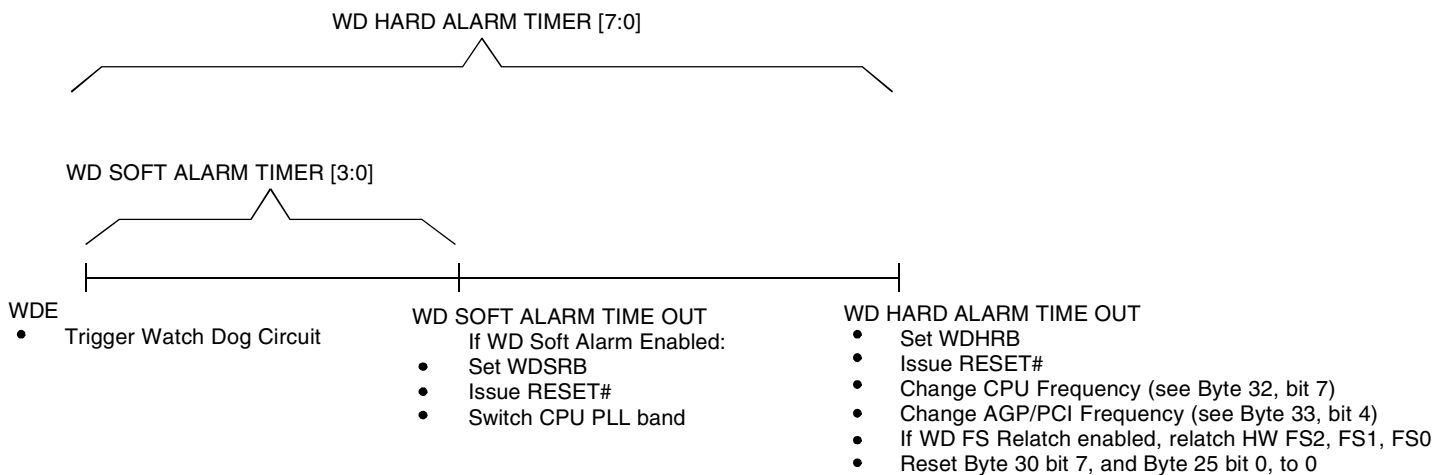 WD HARD ALARM TIMER [7:0]
WD SOFT ALARM TIMER [3:0]
WDE
• Trigger Watch Dog Circuit
WD SOFT ALARM TIME OUT
If WD Soft Alarm Enabled:
• Set WDSRB
• Issue RESET#
• Switch CPU PLL band
WD HARD ALARM TIME OUT
• Set WDHRB
• Issue RESET#
• Change CPU Frequency (see Byte 32, bit 7)
• Change AGP/PCI Frequency (see Byte 33, bit 4)
• If WD FS Relatch enabled, relatch HW FS2, FS1, FS0
• Reset Byte 30 bit 7, and Byte 25 bit 0, to 0